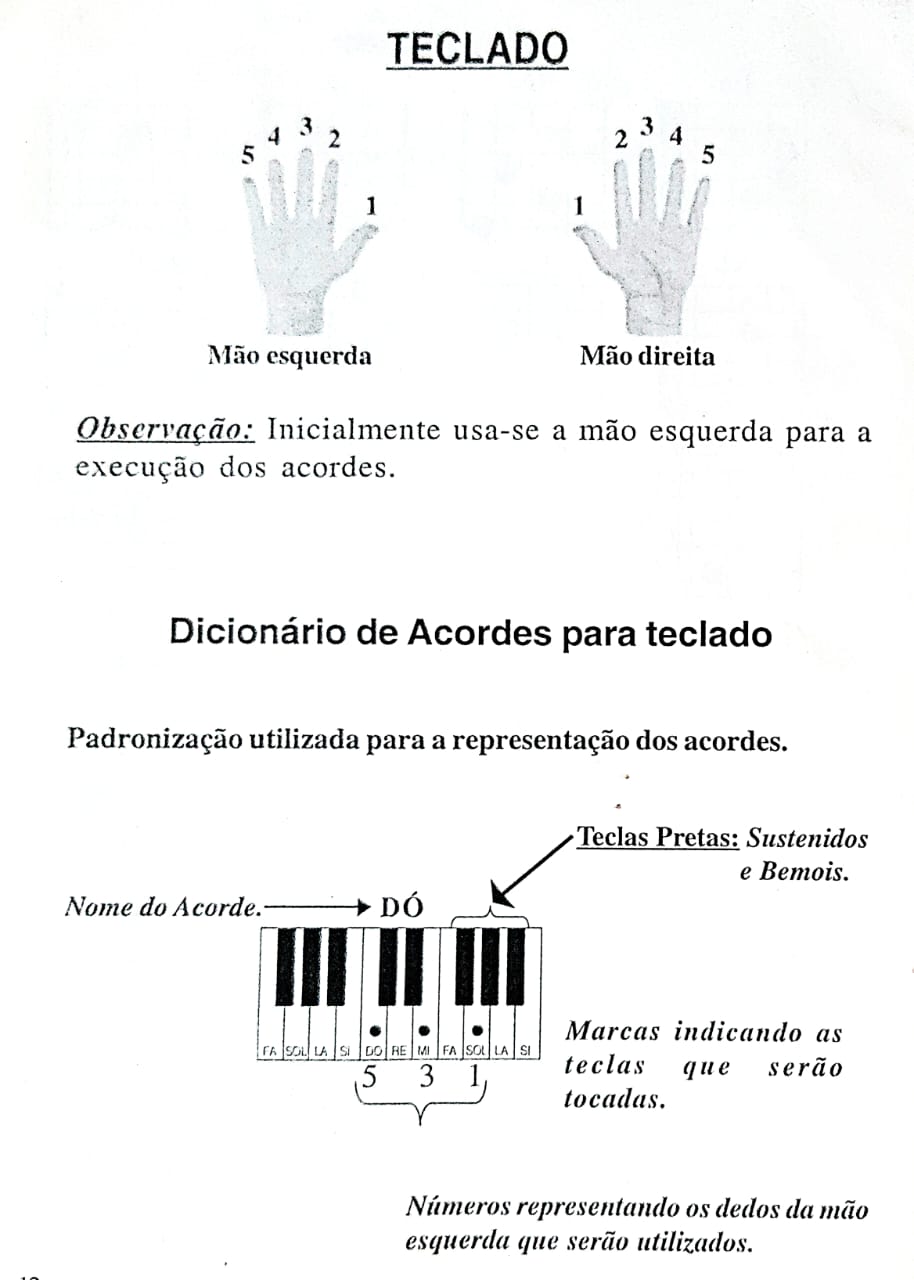 TECLADO
5 4 3 2 1
1 2 3 4 5
Mão esquerda
Mão direita
Observação: Inicialmente usa-se a mão esquerda para a
execução dos acordes.
Dicionário de Acordes para teclado
Padronização utilizada para a representação dos acordes.
Teclas Pretas: Sustenidos
e Bemois.
Nome do Acorde.
DÓ
FA SOL LA SI DO RE MI FA SOL LA SI
5 3 1
Marcas indicando as
teclas que serão
tocadas.
Números representando os dedos da mão
esquerda que serão utilizados.